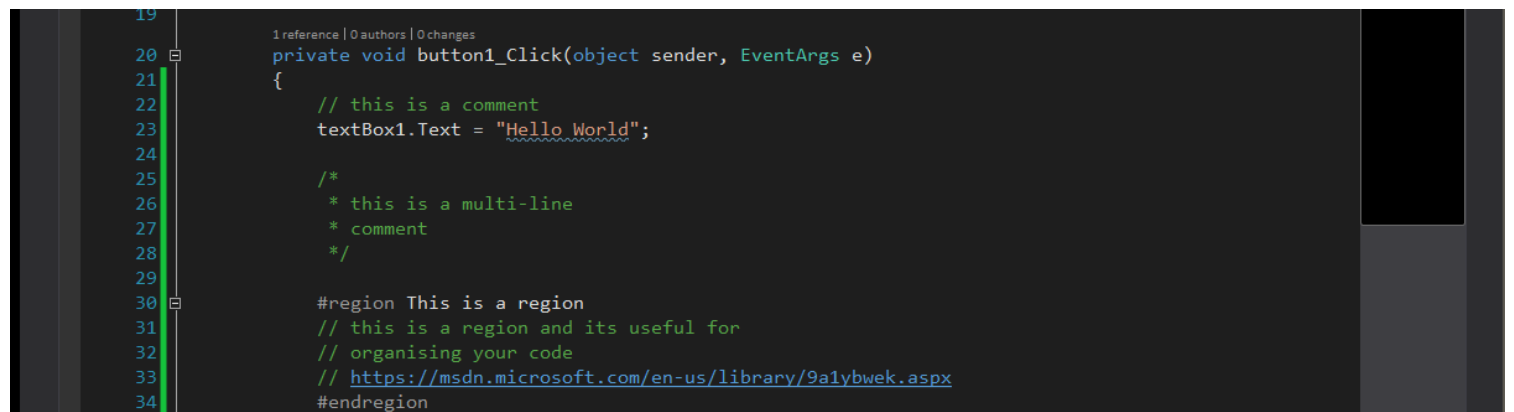 19
1 reference | 0 authors | 0 changes
20 private void button1_Click(object sender, EventArgs e)
21 {
22 // this is a comment
23 textBox1.Text = "Hello World";
24
25 /*
26 * this is a multi-line
27 * comment
28 */
29
30 #region This is a region
31 // this is a region and its useful for
32 // organising your code
33 // https://msdn.microsoft.com/en-us/library/9a1ybwek.aspx
34 #endregion